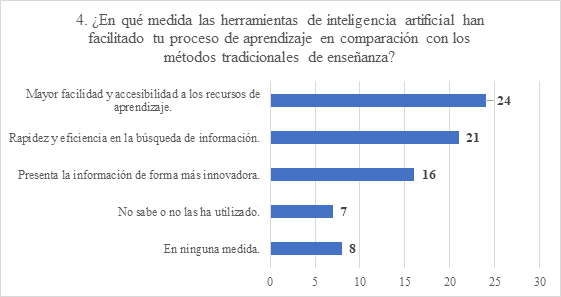 4. ¿En qué medida las herramientas de inteligencia artificial han
facilitado tu proceso de aprendizaje en comparación con los
métodos tradicionales de enseñanza?
Mayor facilidad y accesibilidad a los recursos de
aprendizaje.
24
Rapidez y eficiencia en la búsqueda de información.
21
Presenta la información de forma más innovadora.
16
No sabe o no las ha utilizado.
7
En ninguna medida.
8
0 5 10 15 20 25 30